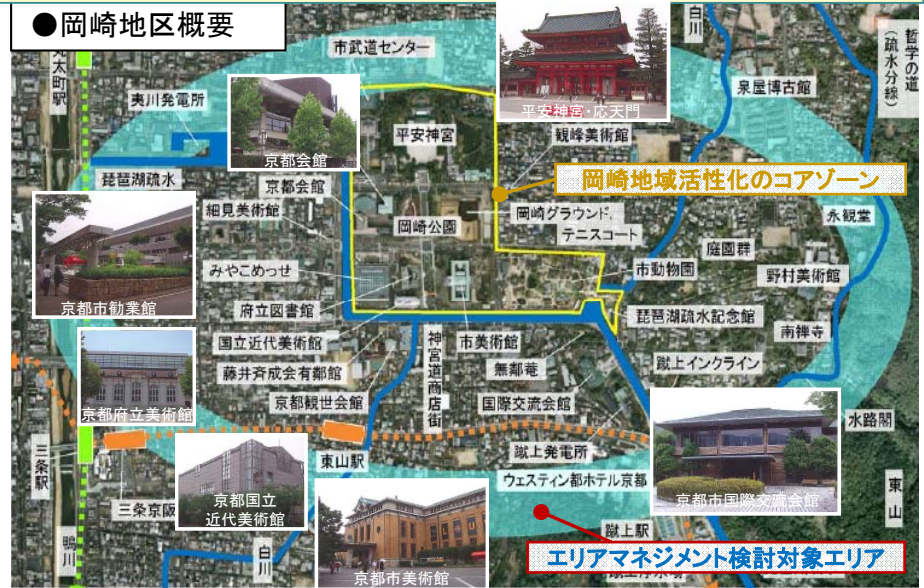 ●岡崎地区概要
太町駅
夷川発電所
市武道センター
京都会館
平安神宮
平安神宮・応天門
白川
泉屋博古館
哲学の道
(疏水分線)
観峰美術館
琵琶湖疏水
京都会館
細見美術館
岡崎公園
岡崎地域活性化のコアゾーン
岡崎グラウンド、
テニスコート
永観堂
庭園群
京都市勧業館
みやこめっせ
市動物園
野村美術館
府立図書館
琵琶湖疏水記念館
国立近代美術館
神宮道商店街
市美術館
南禅寺
藤井斉成会有鄰館
無鄰菴
蹴上インクライン
京都府立美術館
京都観世会館
国際交流会館
水路閣
三条駅
東山駅
蹴上発電所
京都市国際交流会館
東山
京都国立
近代美術館
ウェスティン都ホテル京都
三条京阪
鴨川
白川
京都市美術館
蹴上駅
エリアマネジメント検討対象エリア